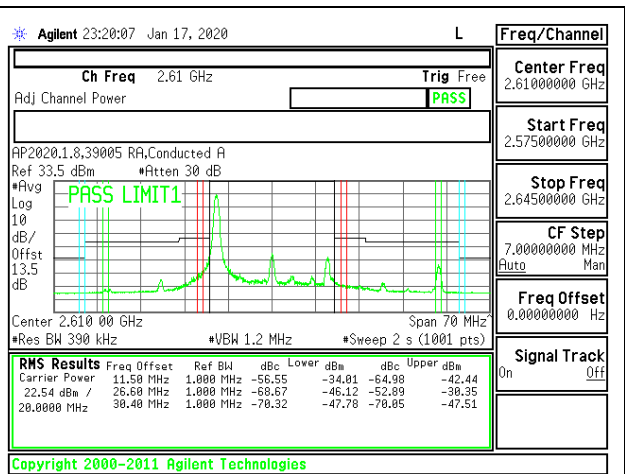 Agilent 23:20:07 Jan 17, 2020 L
Freq/Channel
Ch Freq 2.61 GHz Trig Free
Adj Channel Power PASS
AP2020.1.8,39005 RA,Conducted A
Ref 33.5 dBm #Atten 30 dB
#Avg
Log
10
dB/
Offst
13.5
dB
PASS LIMIT1
Center 2.610 00 GHz Span 70 MHz^
#Res BW 390 kHz #VBW 1.2 MHz #Sweep 2 s (1001 pts)
RMS Results Freq Offset Ref BW dBc Lower dBm dBc Upper dBm
Carrier Power 11.50 MHz 1.000 MHz -56.55 -34.01 -64.98 -42.44
22.54 dBm / 26.60 MHz 1.000 MHz -68.67 -46.12 -52.89 -30.35
20.0000 MHz 30.40 MHz 1.000 MHz -70.32 -47.78 -70.05 -47.51
Center Freq
2.61000000 GHz
Start Freq
2.57500000 GHz
Stop Freq
2.64500000 GHz
CF Step
7.00000000 MHz
Auto Man
Freq Offset
0.00000000 Hz
Signal Track
On Off
Copyright 2000-2011 Agilent Technologies